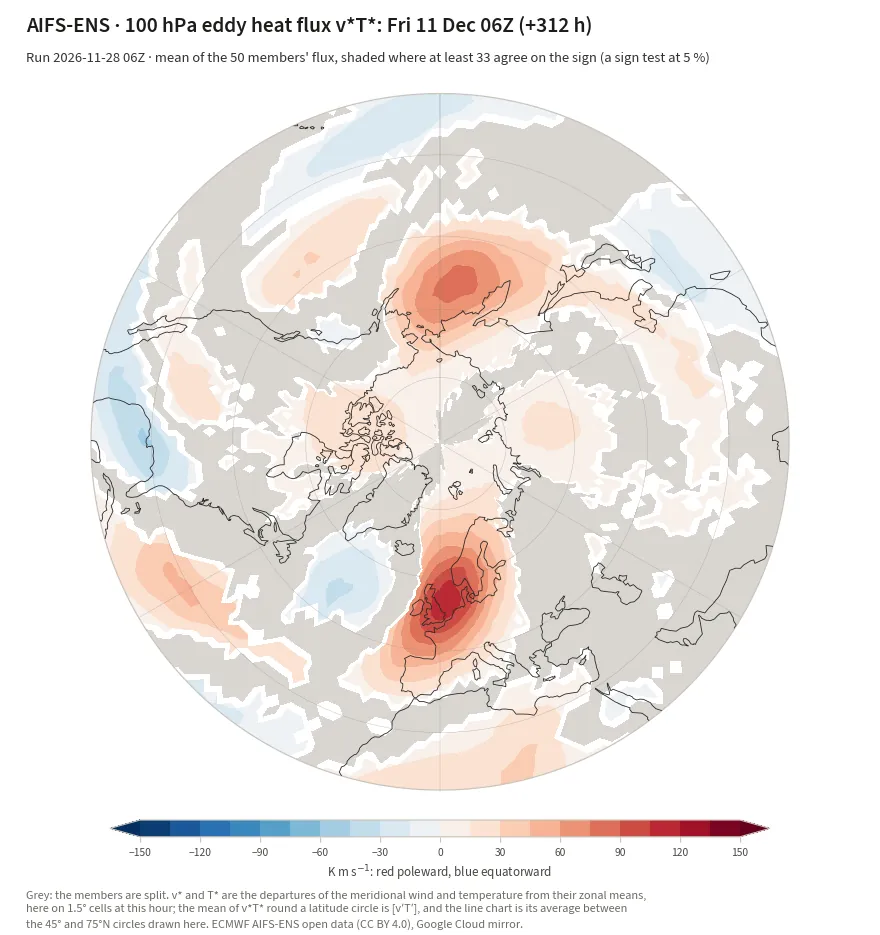 AIFS-ENS · 100 hPa eddy heat flux v*T*: Fri 11 Dec 06Z (+312 h)
Run 2026-11-28 06Z · mean of the 50 members' flux, shaded where at least 33 agree on the sign (a sign test at 5 %)
−150 −120 −90 −60 −30 0 30 60 90 120 150
K m s⁻¹: red poleward, blue equatorward
Grey: the members are split. v* and T* are the departures of the meridional wind and temperature from their zonal means,
here on 1.5° cells at this hour; the mean of v*T* round a latitude circle is [v'T'], and the line chart is its average between
the 45° and 75°N circles drawn here. ECMWF AIFS-ENS open data (CC BY 4.0), Google Cloud mirror.